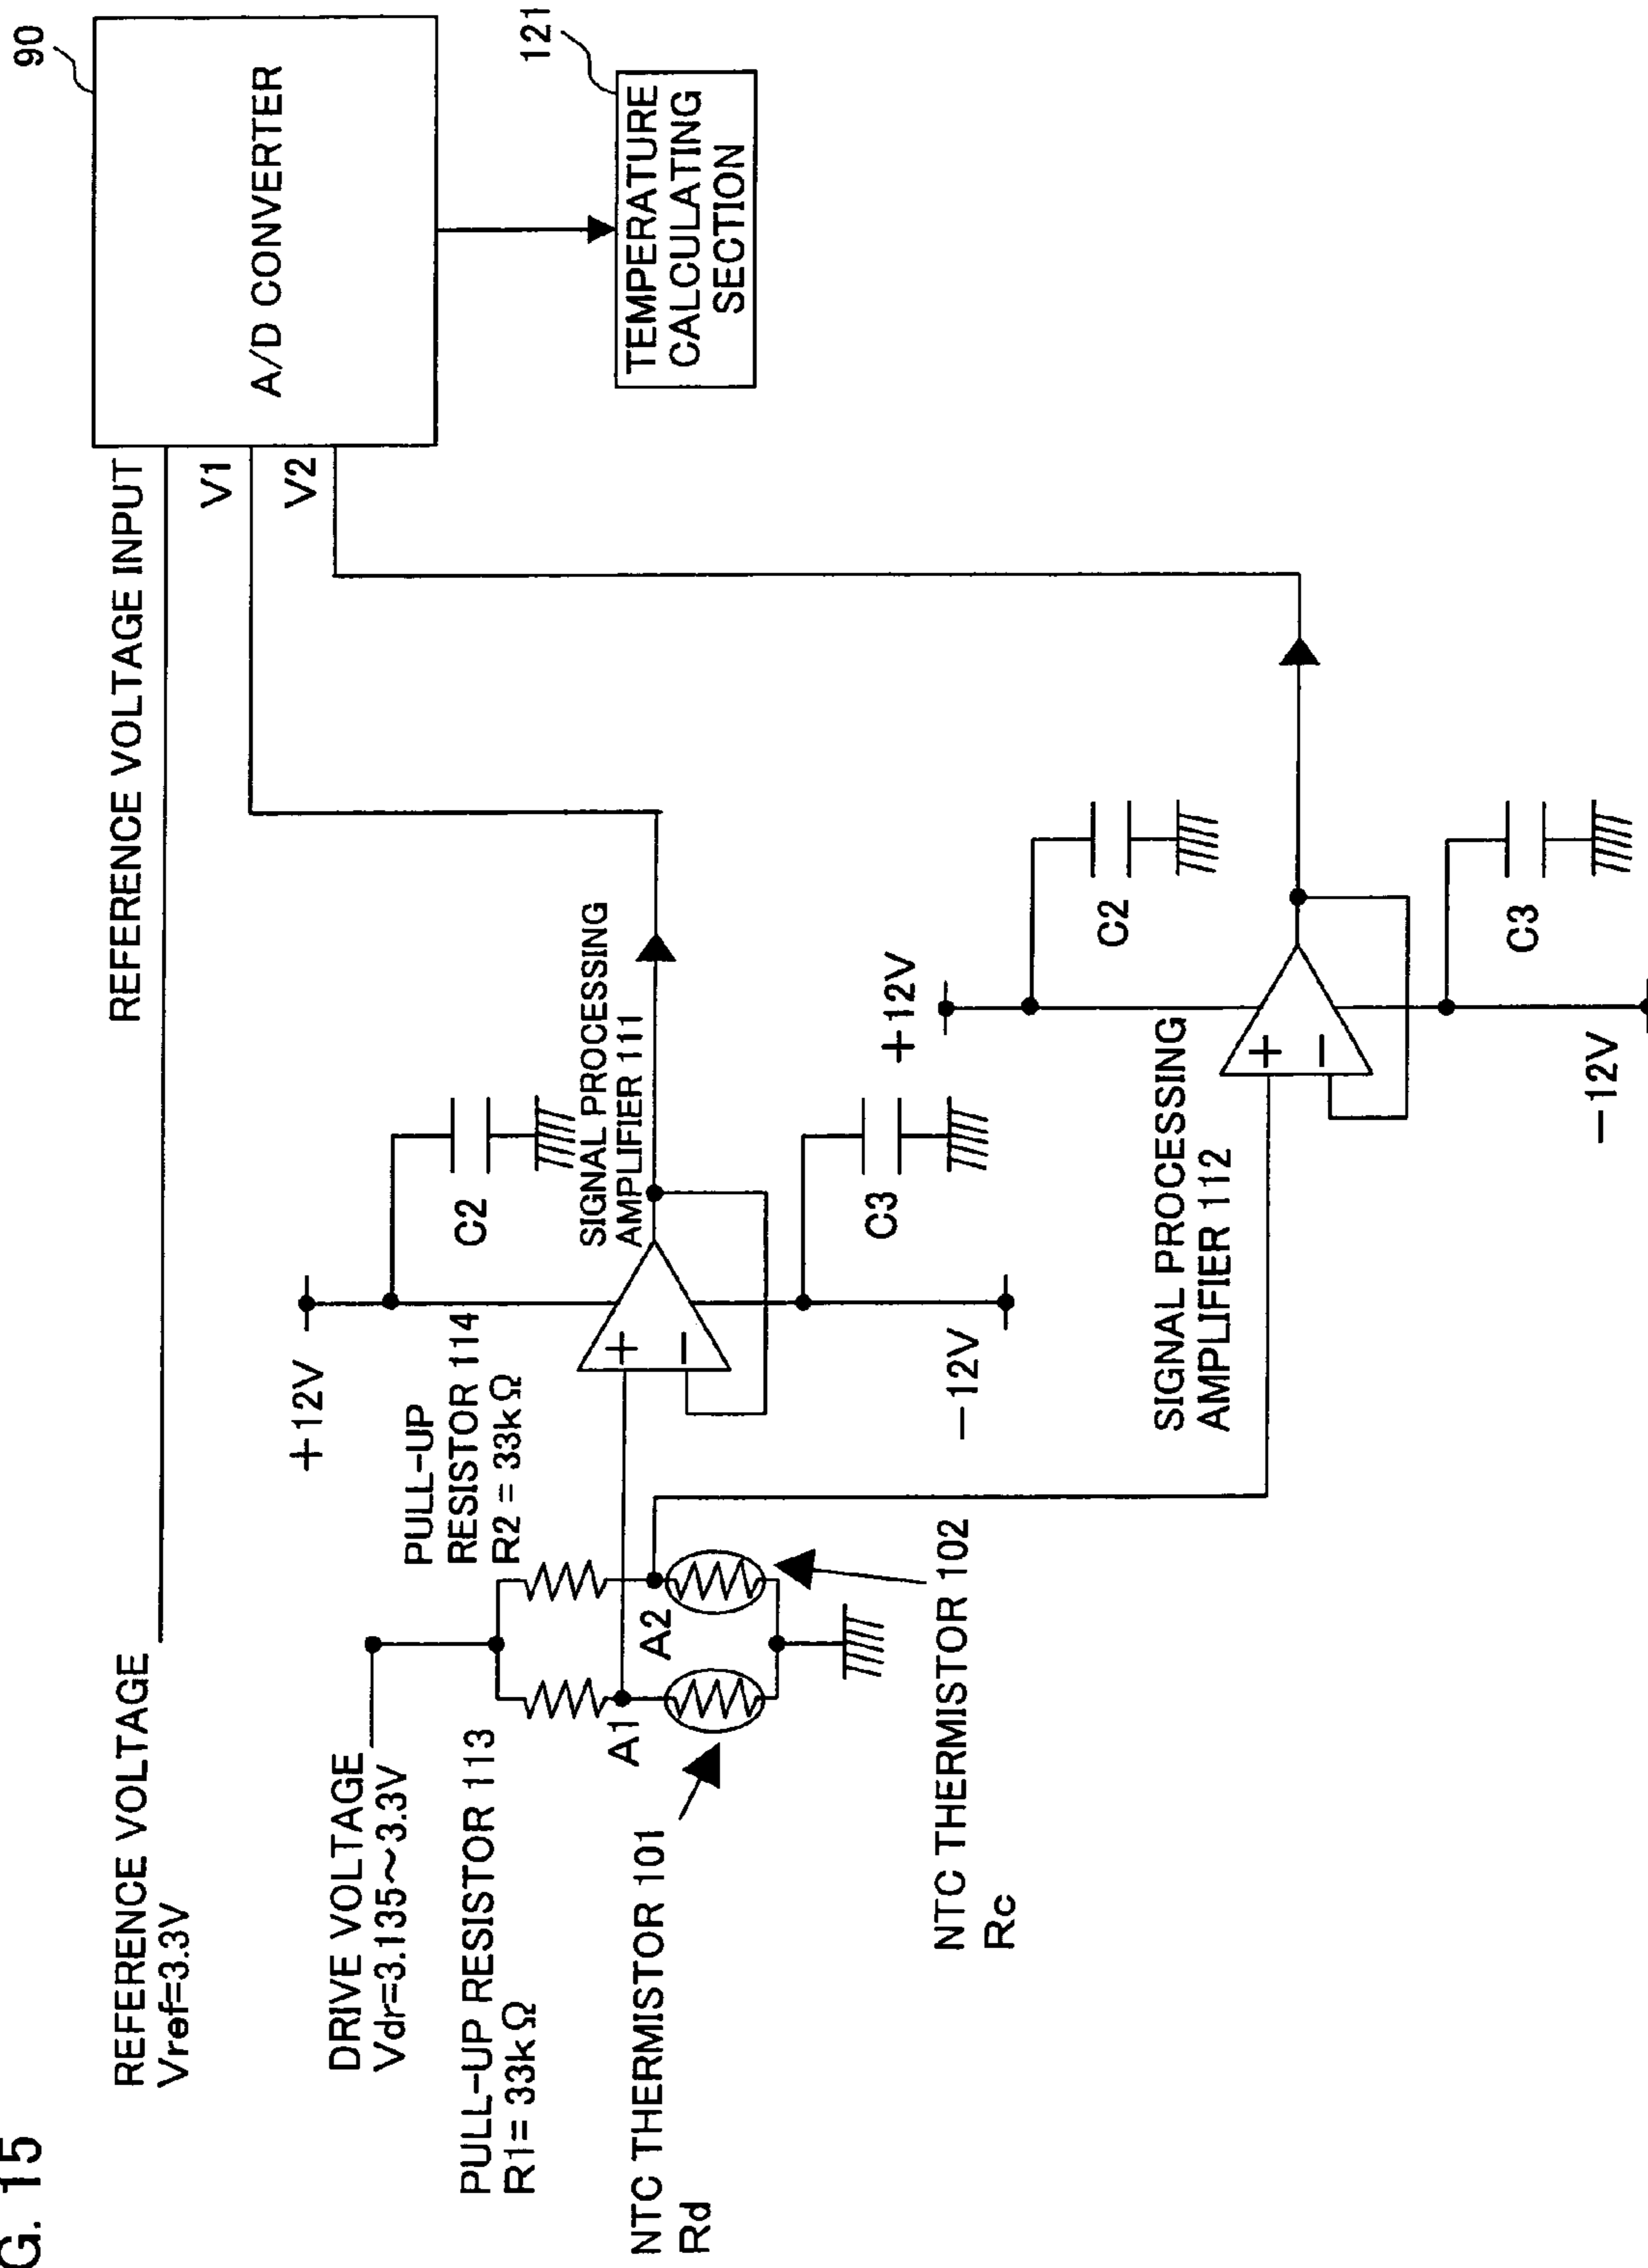 G. 15
REFERENCE VOLTAGE
Vref=3.3V
REFERENCE VOLTAGE INPUT
V1
V2
A/D CONVERTER
90
TEMPERATURE
CALCULATING
SECTION
121
DRIVE VOLTAGE
Vdr=3.135~3.3V
PULL-UP RESISTOR 113
R1=33kΩ
PULL-UP
RESISTOR 114
R2=33kΩ
NTC THERMISTOR 101
Rd
NTC THERMISTOR 102
Rc
A1
A2
+12V
C2
SIGNAL PROCESSING
AMPLIFIER 111
+
−
C3
−12V
+12V
C2
SIGNAL PROCESSING
AMPLIFIER 112
+
−
C3
−12V